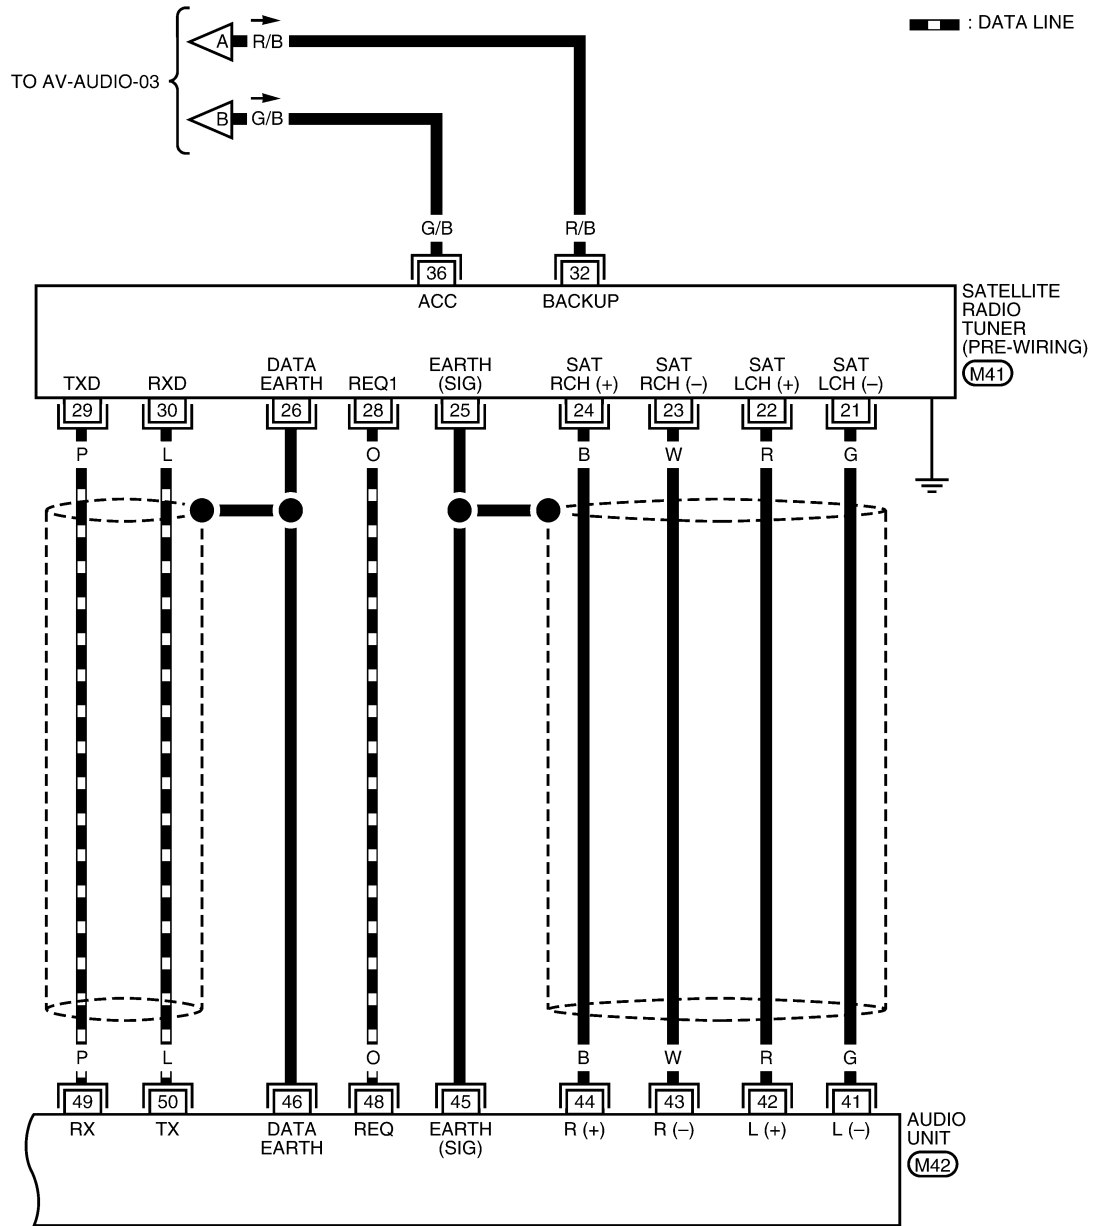 : DATA LINE
A R/B
TO AV-AUDIO-03
B G/B
G/B R/B
36 32
ACC BACKUP
SATELLITE
RADIO
TUNER
(PRE-WIRING)
M41
TXD RXD DATA EARTH REQ1 EARTH (SIG) SAT RCH (+) SAT RCH (–) SAT LCH (+) SAT LCH (–)
29 30 26 28 25 24 23 22 21
P L O B W R G
P L O B W R G
49 50 46 48 45 44 43 42 41
RX TX DATA EARTH REQ EARTH (SIG) R (+) R (–) L (+) L (–)
AUDIO
UNIT
M42